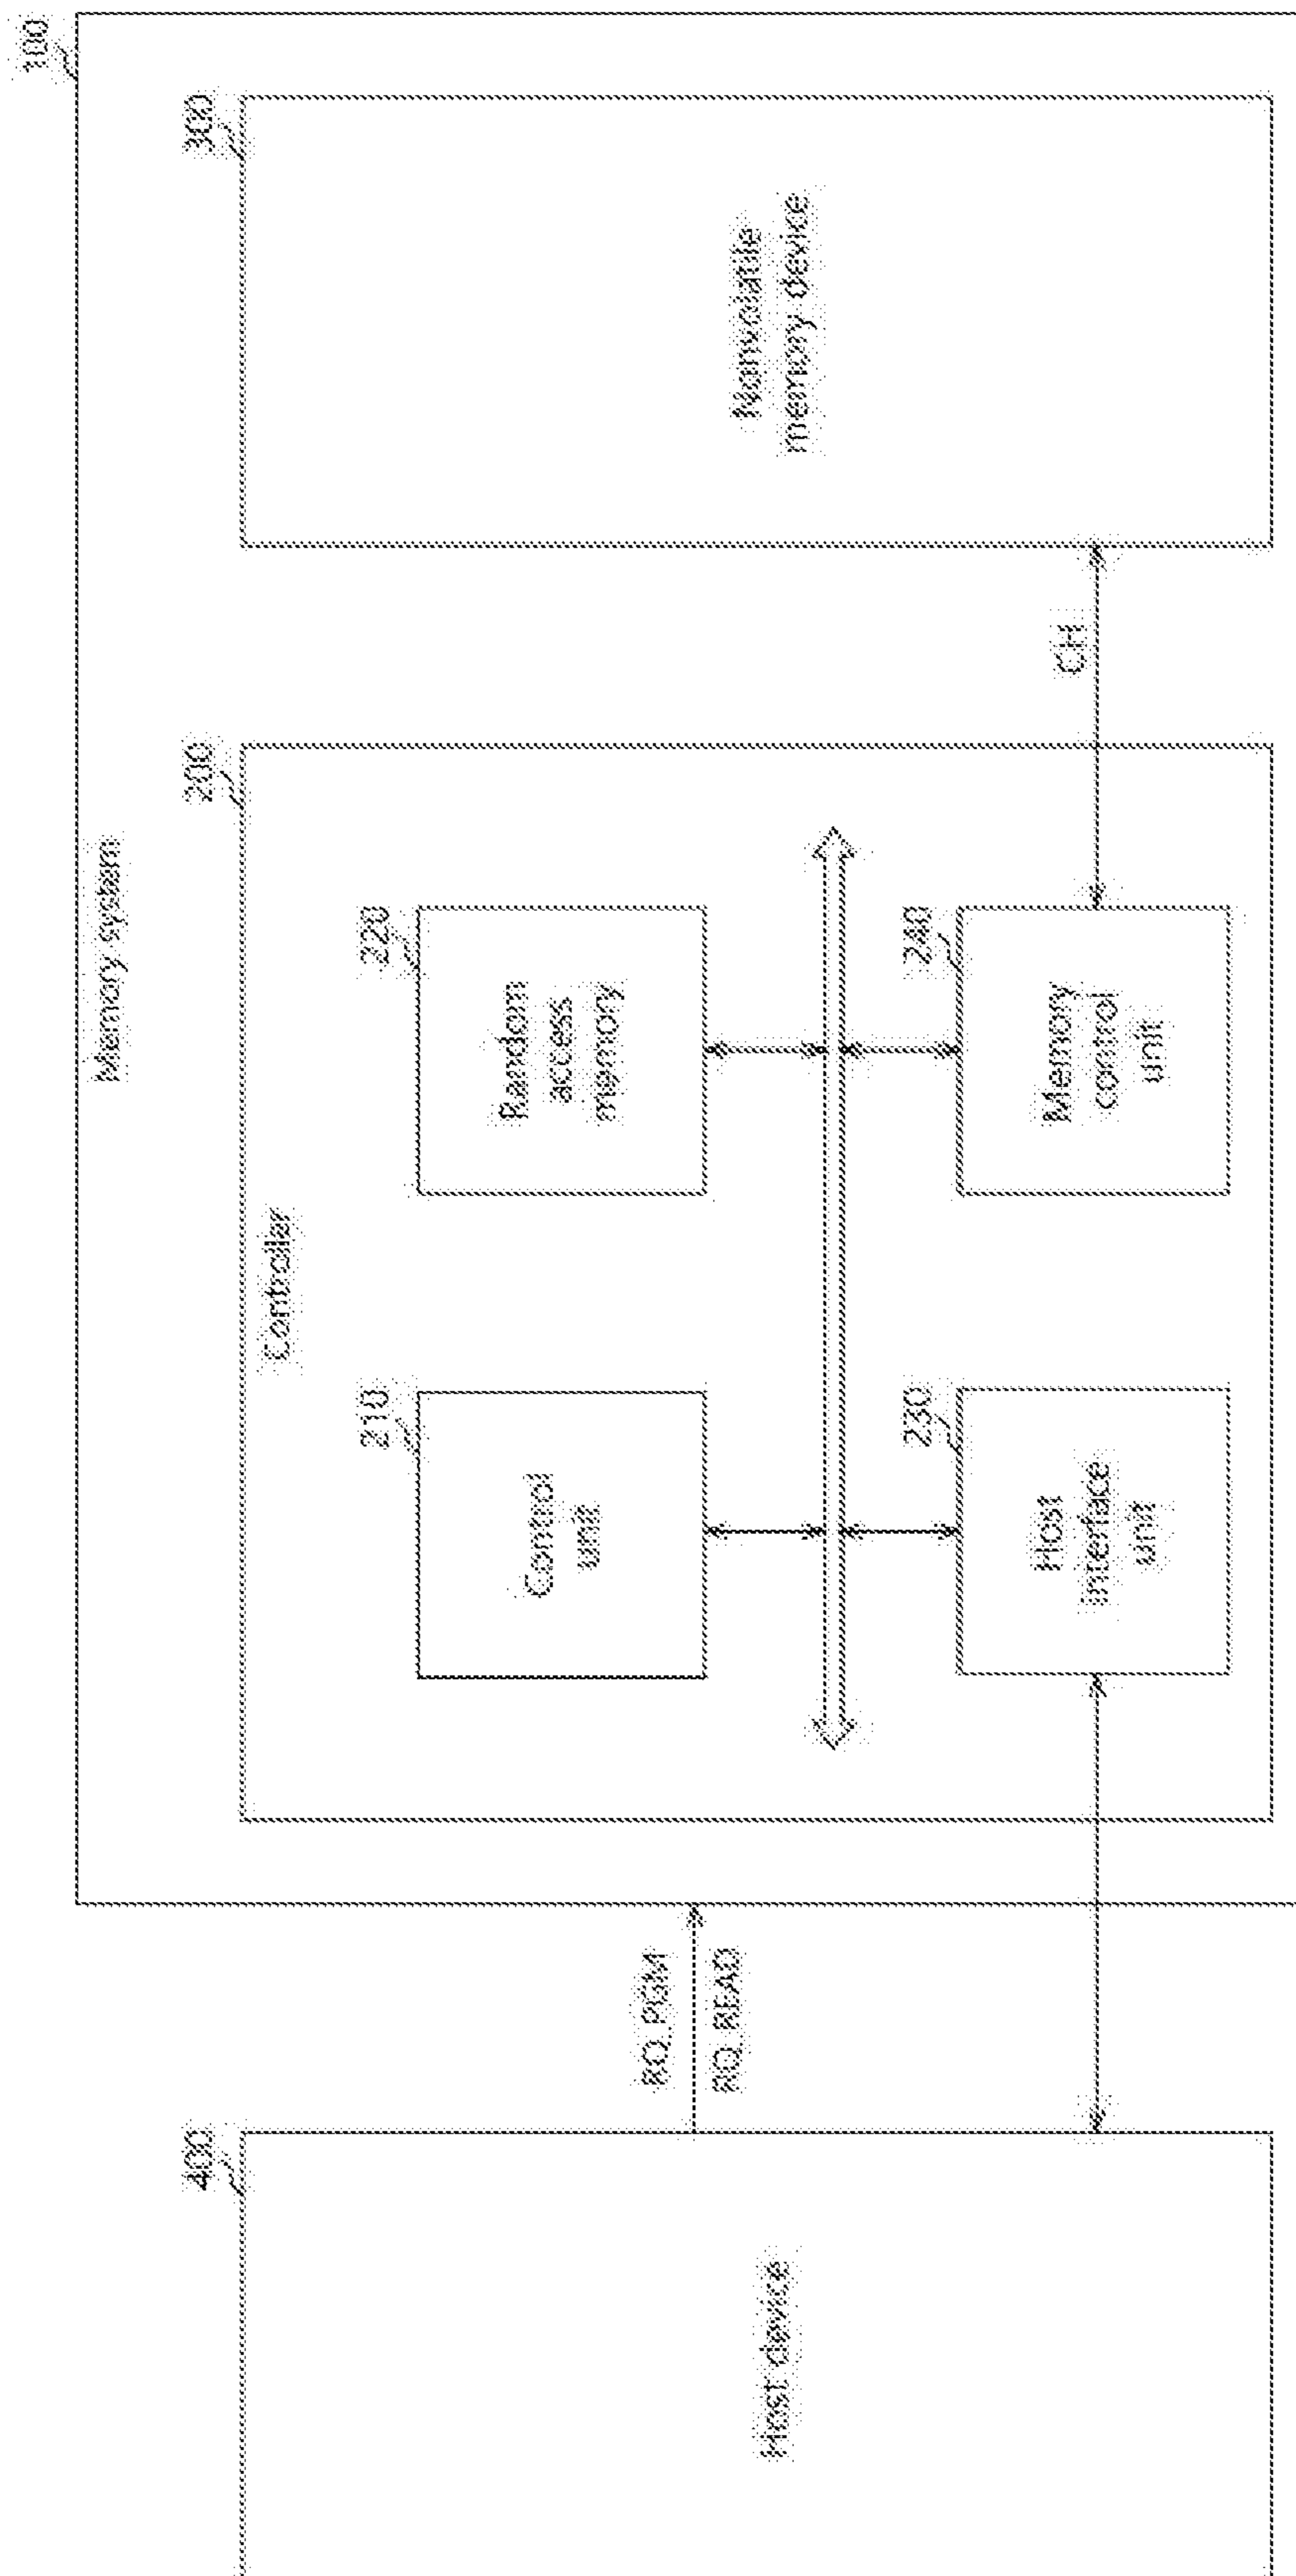 100
Memory system
400
200
300
Controller
210
220
RQ_PGM
RQ_READ
Control
unit
Random
access
memory
Host device
Nonvolatile
memory device
230
240
Host
interface
unit
Memory
control
unit
CH